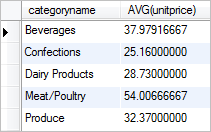 categoryname AVG(unitprice)
Beverages 37.97916667
Confections 25.16000000
Dairy Products 28.73000000
Meat/Poultry 54.00666667
Produce 32.37000000